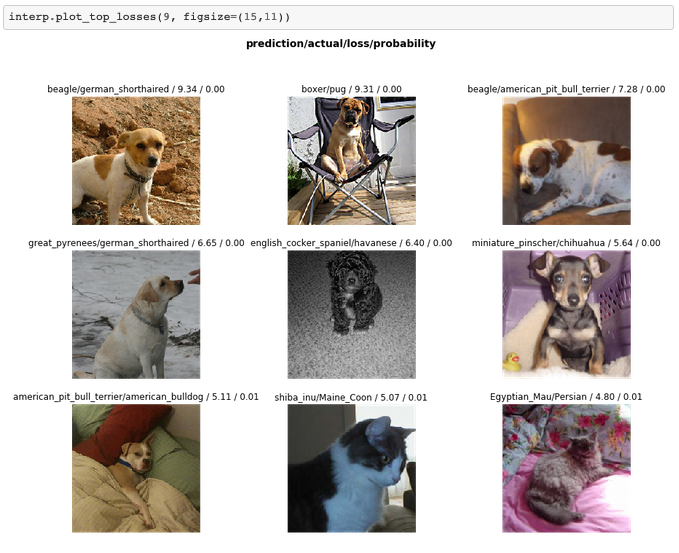 interp.plot_top_losses(9, figsize=(15,11))
prediction/actual/loss/probability
beagle/german_shorthaired / 9.34 / 0.00
boxer/pug / 9.31 / 0.00
beagle/american_pit_bull_terrier / 7.28 / 0.00
great_pyrenees/german_shorthaired / 6.65 / 0.00
english_cocker_spaniel/havanese / 6.40 / 0.00
miniature_pinscher/chihuahua / 5.64 / 0.00
american_pit_bull_terrier/american_bulldog / 5.11 / 0.01
shiba_inu/Maine_Coon / 5.07 / 0.01
Egyptian_Mau/Persian / 4.80 / 0.01